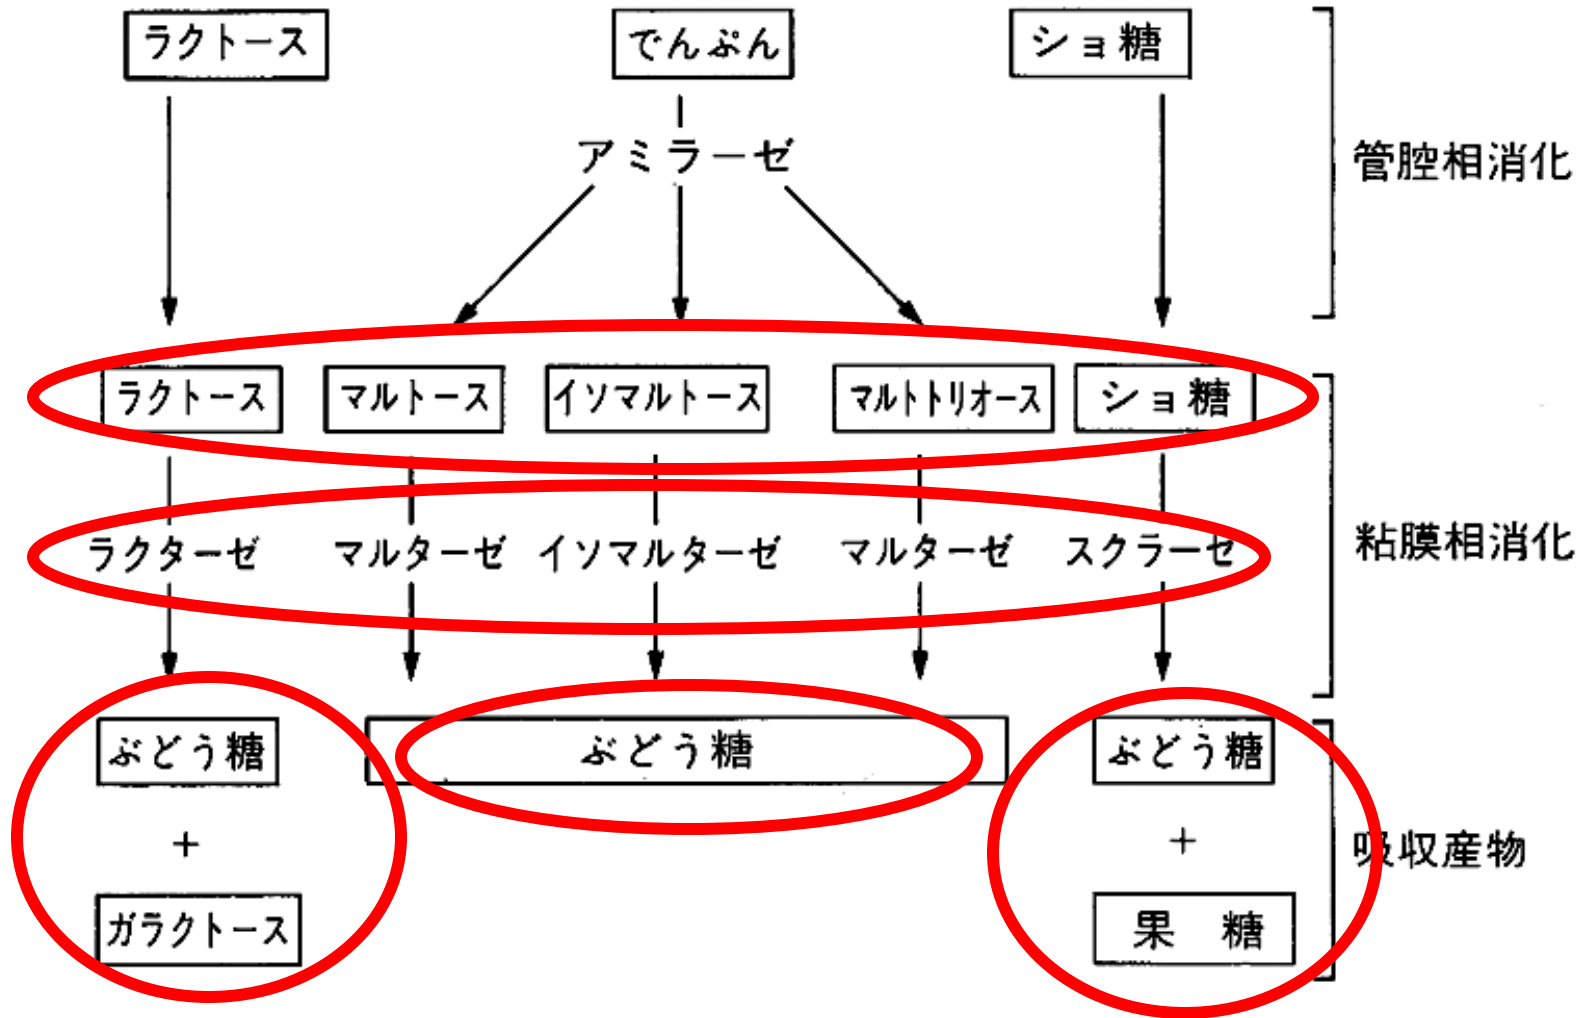 ラクトース
でんぷん
ショ糖
アミラーゼ
管腔相消化
ラクトース
マルトース
イソマルトース
マルトトリオース
ショ糖
ラクターゼ
マルターゼ
イソマルターゼ
マルターゼ
スクラーゼ
粘膜相消化
ぶどう糖
ぶどう糖
ぶどう糖
+
+
吸収産物
ガラクトース
果 糖